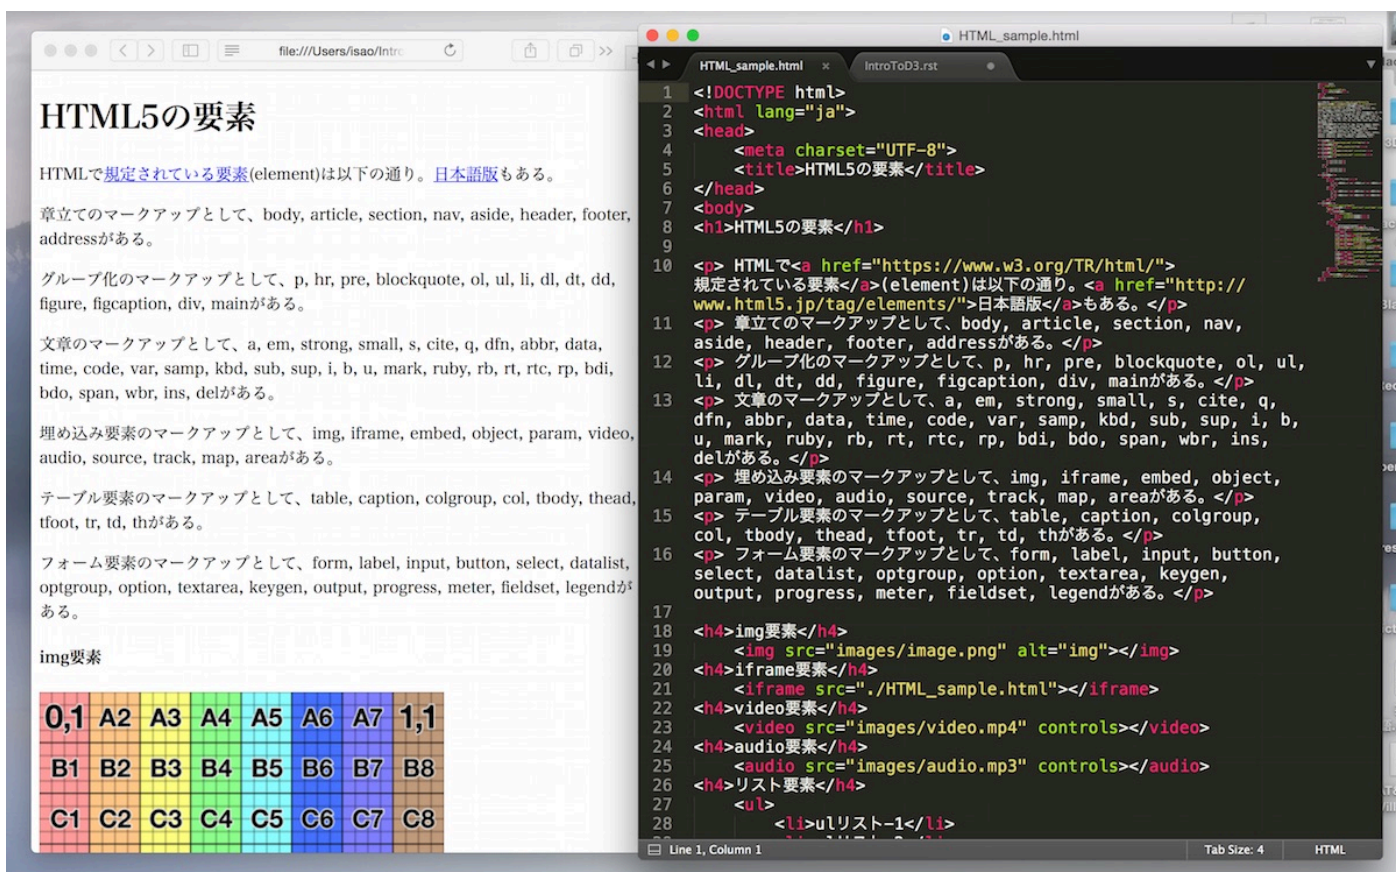 file:///Users/isao/Intro
HTML5の要素
HTMLで規定されている要素(element)は以下の通り。日本語版もある。
章立てのマークアップとして、body, article, section, nav, aside, header, footer,
addressがある。
グループ化のマークアップとして、p, hr, pre, blockquote, ol, ul, li, dl, dt, dd,
figure, figcaption, div, mainがある。
文章のマークアップとして、a, em, strong, small, s, cite, q, dfn, abbr, data,
time, code, var, samp, kbd, sub, sup, i, b, u, mark, ruby, rb, rt, rtc, rp, bdi,
bdo, span, wbr, ins, delがある。
埋め込み要素のマークアップとして、img, iframe, embed, object, param, video,
audio, source, track, map, areaがある。
テーブル要素のマークアップとして、table, caption, colgroup, col, tbody, thead,
tfoot, tr, td, thがある。
フォーム要素のマークアップとして、form, label, input, button, select, datalist,
optgroup, option, textarea, keygen, output, progress, meter, fieldset, legendが
ある。
img要素
0,1 A2 A3 A4 A5 A6 A7 1,1
B1 B2 B3 B4 B5 B6 B7 B8
C1 C2 C3 C4 C5 C6 C7 C8
HTML_sample.html
HTML_sample.html × IntroToD3.rst
1 <!DOCTYPE html>
2 <html lang="ja">
3 <head>
4 <meta charset="UTF-8">
5 <title>HTML5の要素</title>
6 </head>
7 <body>
8 <h1>HTML5の要素</h1>
9
10 <p> HTMLで<a href="https://www.w3.org/TR/html/">
規定されている要素</a>(element)は以下の通り。<a href="http://
www.html5.jp/tag/elements/">日本語版</a>もある。</p>
11 <p> 章立てのマークアップとして、body, article, section, nav,
aside, header, footer, addressがある。</p>
12 <p> グループ化のマークアップとして、p, hr, pre, blockquote, ol, ul,
li, dl, dt, dd, figure, figcaption, div, mainがある。</p>
13 <p> 文章のマークアップとして、a, em, strong, small, s, cite, q,
dfn, abbr, data, time, code, var, samp, kbd, sub, sup, i, b,
u, mark, ruby, rb, rt, rtc, rp, bdi, bdo, span, wbr, ins,
delがある。</p>
14 <p> 埋め込み要素のマークアップとして、img, iframe, embed, object,
param, video, audio, source, track, map, areaがある。</p>
15 <p> テーブル要素のマークアップとして、table, caption, colgroup,
col, tbody, thead, tfoot, tr, td, thがある。</p>
16 <p> フォーム要素のマークアップとして、form, label, input, button,
select, datalist, optgroup, option, textarea, keygen,
output, progress, meter, fieldset, legendがある。</p>
17
18 <h4>img要素</h4>
19 <img src="images/image.png" alt="img"></img>
20 <h4>iframe要素</h4>
21 <iframe src="./HTML_sample.html"></iframe>
22 <h4>video要素</h4>
23 <video src="images/video.mp4" controls></video>
24 <h4>audio要素</h4>
25 <audio src="images/audio.mp3" controls></audio>
26 <h4>リスト要素</h4>
27 <ul>
28 <li>ulリスト-1</li>
Line 1, Column 1 Tab Size: 4 HTML